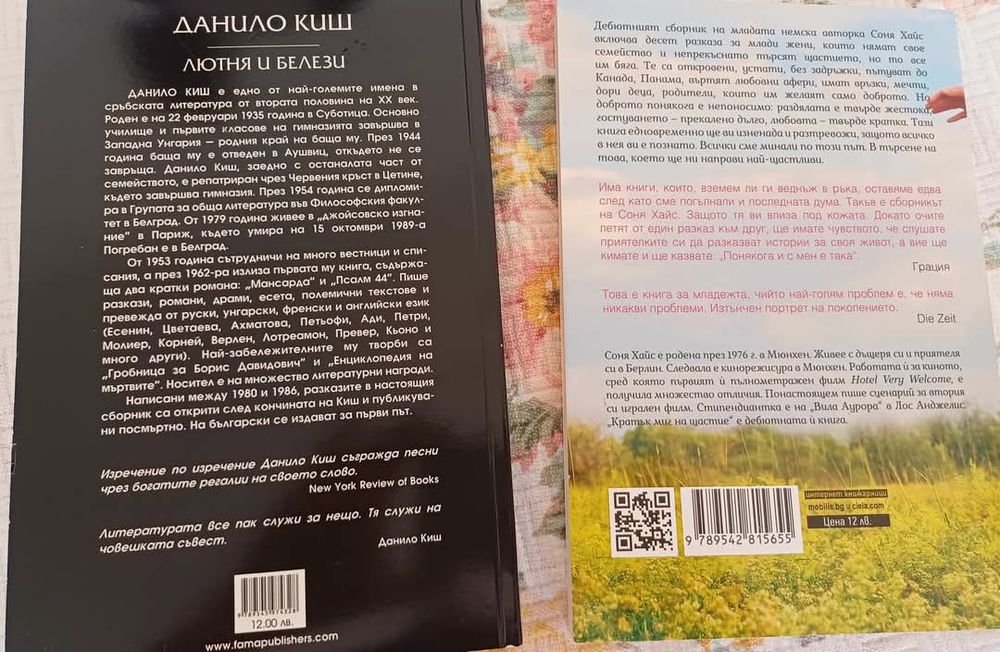 ДАНИЛО КИШ
ЛЮТНЯ И БЕЛЕЗИ
ДАНИЛО КИШ е едно от най-големите имена в
сръбската литература от втората половина на XX век.
Роден е на 22 февруари 1935 година в Суботица. Основно
училище и първите класове на гимназията завършва в
Западна Унгария – родния край на баща му. През 1944
година баща му е отведен в Аушвиц, откъдето не се
завръща. Данило Киш, заедно с останалата част от
семейството, е репатриран чрез Червения кръст в Цетине,
където завършва гимназия. През 1954 година се дипломи-
ра в Групата за обща литература във Философския факул-
тет в Белград. От 1979 година живее в „Джойсовско изгна-
ние" в Париж, където умира на 15 октомври 1989-а
Погребан е в Белград.
От 1953 година сътрудничи на много вестници и спи-
сания, а през 1962-ра излиза първата му книга, съдържа-
ща два кратки романа: „Мансарда" и „Псалм 44". Пише
разкази, романи, драми, есета, полемични текстове и
превежда от руски, унгарски, френски и английски език
(Есенин, Цветаева, Ахматова, Петьофи, Ади, Петри,
Молиер, Корней, Верлен, Лотреамон, Превер, Кьоно и
много други). Най-забележителните му творби са
„Гробница за Борис Давидович" и „Енциклопедия на
мъртвите". Носител е на множество литературни награди.
Написани между 1980 и 1986, разказите в настоящия
сборник са открити след кончината на Киш и публикува-
ни посмъртно. На български се издават за първи път.
Изречение по изречение Данило Киш съгражда песни
чрез богатите регалии на своето слово.
New York Review of Books
Литературата все пак служи за нещо. Тя служи на
човешката съвест.
Данило Киш
9789545974328
12.00 лв.
www.famapublishers.com
Дебютният сборник на младата немска авторка Соня Хайс
включва десет разказа за млади жени, които нямат свое
семейство и непрекъснато търсят щастието, но то все
им бяга. Те са откровени, устати, без задръжки, пътуват до
Канада, Панама, въртят любовни афери, имат връзки, мечти,
дори деца, родители, които им желаят само доброто. Но
доброто понякога е непоносимо: раздялата е твърде жестока,
гостуването – прекалено дълго, любовта – твърде кратка. Тази
книга едновременно ще ви изненада и разтревожи, защото всичко
в нея ви е познато. Всички сме минали по този път. В търсене на
това, което ще ни направи най-щастливи.
Има книги, които, вземем ли ги веднъж в ръка, оставяме едва
след като сме погълнали и последната дума. Такъв е сборникът
на Соня Хайс. Защото тя ви влиза под кожата. Докато очите
летят от един разказ към друг, ще имате чувството, че слушате
приятелките си да разказват истории за своя живот, а вие ще
кимате и ще казвате: „Понякога и с мен е така".
Грация
Това е книга за младежта, чийто най-голям проблем е, че няма
никакви проблеми. Изтънчен портрет на поколението.
Die Zeit
Соня Хайс е родена през 1976 г. в Мюнхен. Живее с дъщеря си и приятеля
си в Берлин. Следвала е кинорежисура в Мюнхен. Работата ѝ за киното,
сред която първият ѝ пълнометражен филм Hotel Very Welcome, е
получила множество отличия. Понастоящем пише сценарий за втория
си игрален филм. Стипендиантка е на „Вила Аурора" в Лос Анджелис.
„Кратък миг на щастие" е дебютната ѝ книга.
9 789542 815655
интернет книжарници
mobilis.bg и ciela.com
Цена 12 лв.